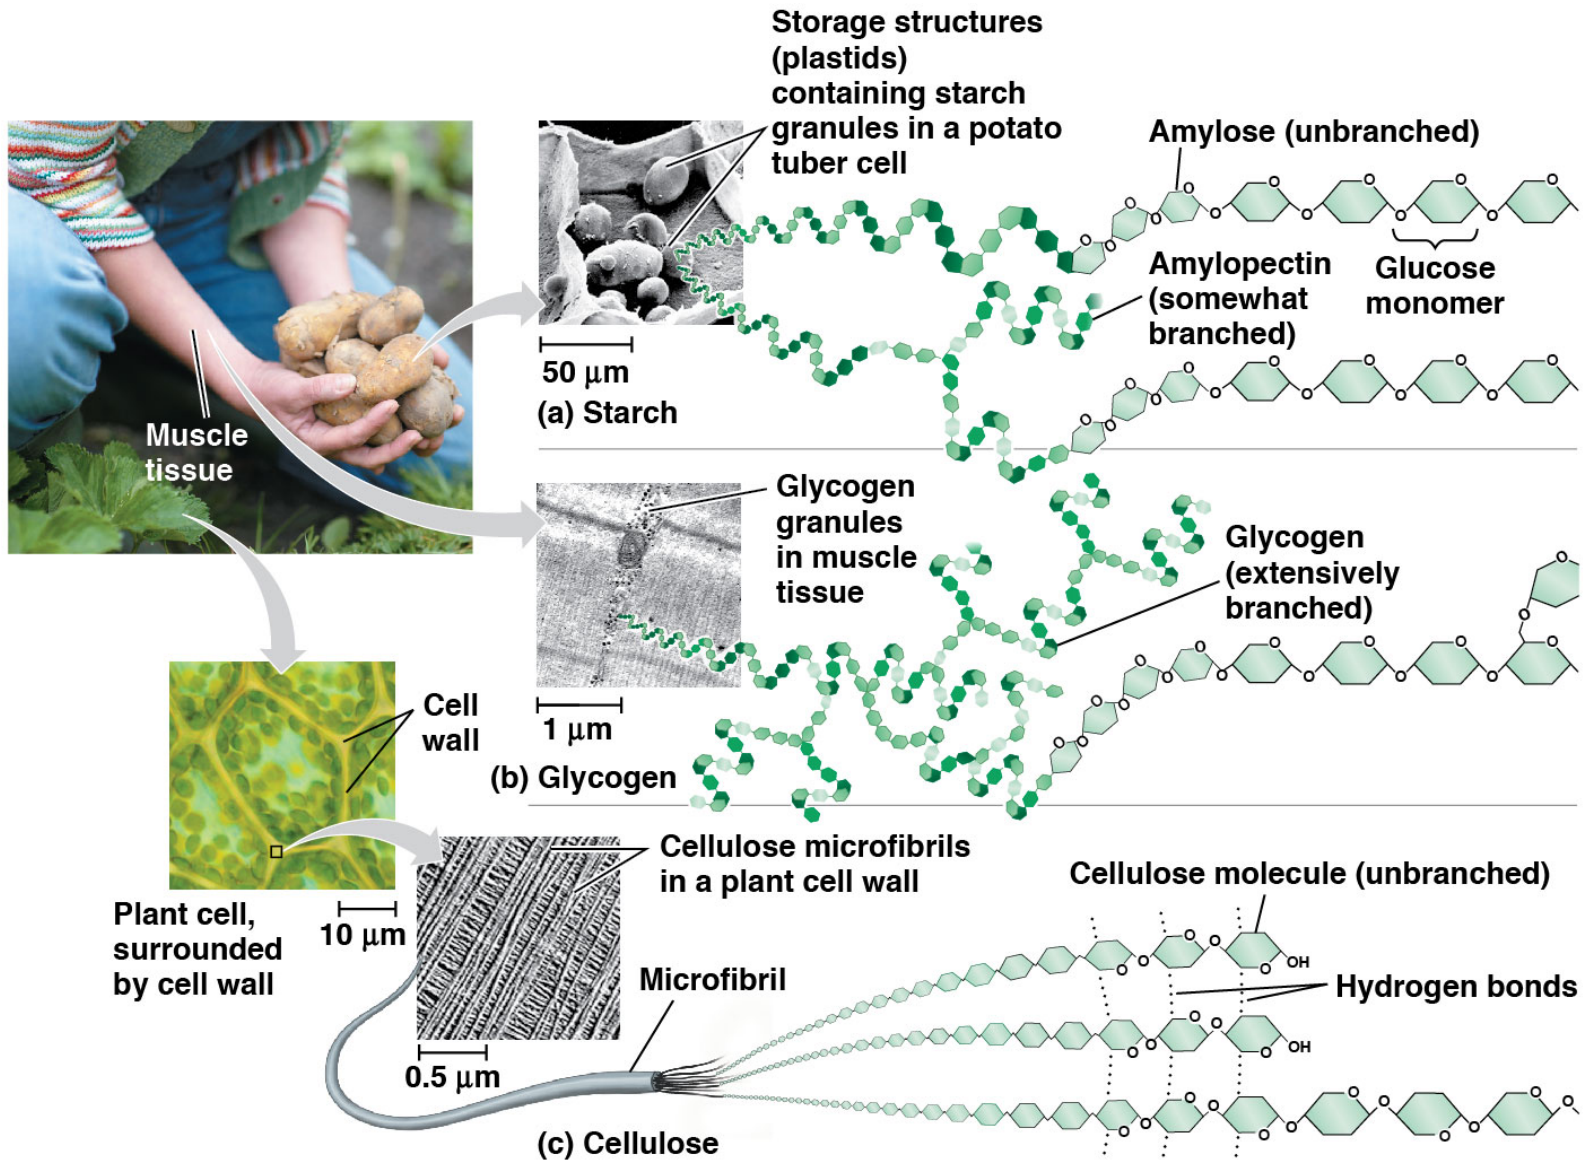 Storage structures
(plastids)
containing starch
granules in a potato
tuber cell
Amylose (unbranched)
O O O O O O O
O O O O O O
Glucose
monomer
Amylopectin
(somewhat
branched)
O O O O O O O
O O O O O O
50 μm
(a) Starch
Muscle
tissue
Glycogen
granules
in muscle
tissue
Glycogen
(extensively
branched)
O
O
O O O O O O O O
O O O O O O O
1 μm
(b) Glycogen
Cell
wall
Plant cell,
surrounded
by cell wall
10 μm
Cellulose microfibrils
in a plant cell wall
Microfibril
0.5 μm
Cellulose molecule (unbranched)
O O O O O OH
Hydrogen bonds
O O O O O OH
O O O O O O O O O O O
(c) Cellulose